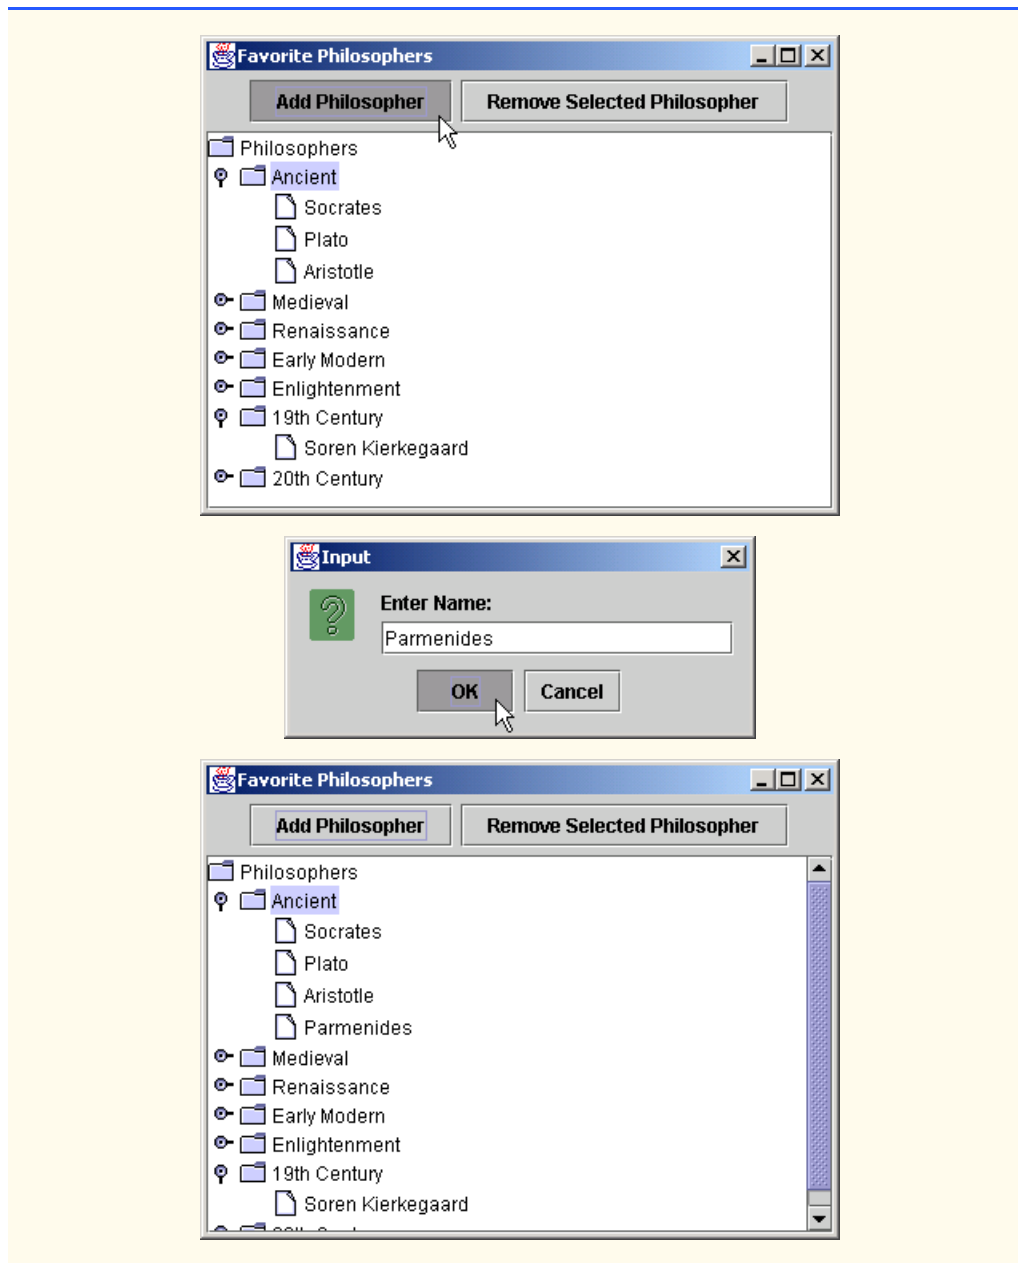 Favorite Philosophers
Add Philosopher Remove Selected Philosopher
Philosophers
Ancient
Socrates
Plato
Aristotle
Medieval
Renaissance
Early Modern
Enlightenment
19th Century
Soren Kierkegaard
20th Century
Input
Enter Name:
Parmenides
OK Cancel
Favorite Philosophers
Add Philosopher Remove Selected Philosopher
Philosophers
Ancient
Socrates
Plato
Aristotle
Parmenides
Medieval
Renaissance
Early Modern
Enlightenment
19th Century
Soren Kierkegaard